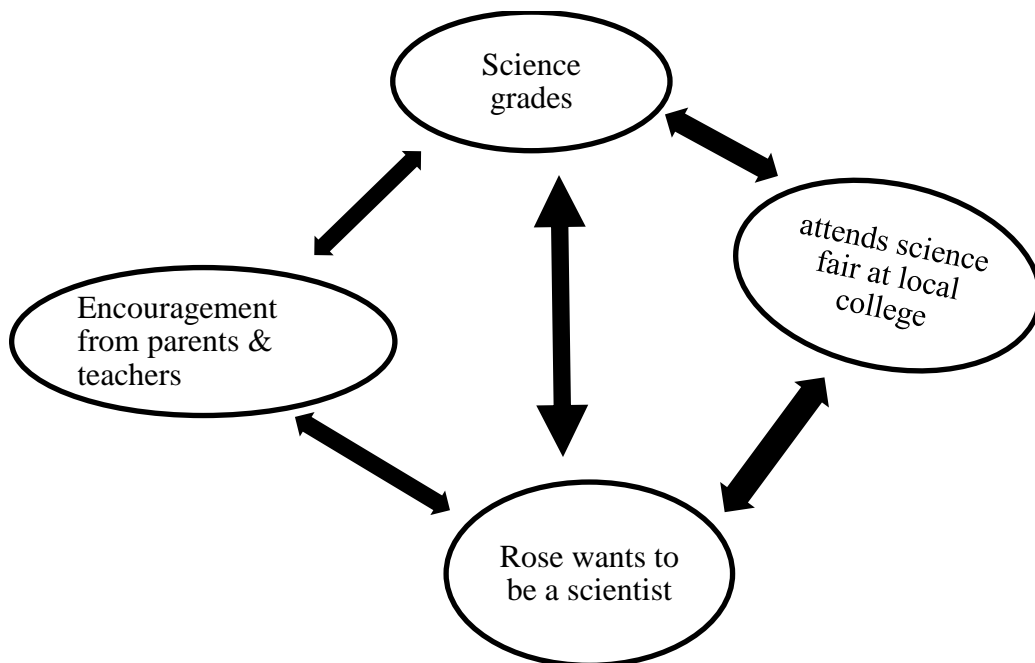 Science
grades
attends science
fair at local
college
Encouragement
from parents &
teachers
Rose wants to
be a scientist